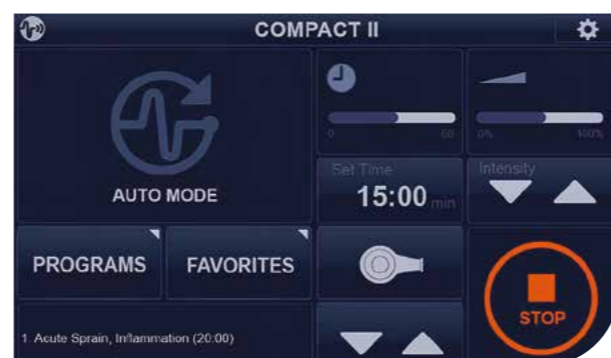 COMPACT II
AUTO MODE
0 60
0% 100%
Set Time
15:00 min
Intensity
PROGRAMS
FAVORITES
STOP
1. Acute Sprain, Inflammation (20:00)